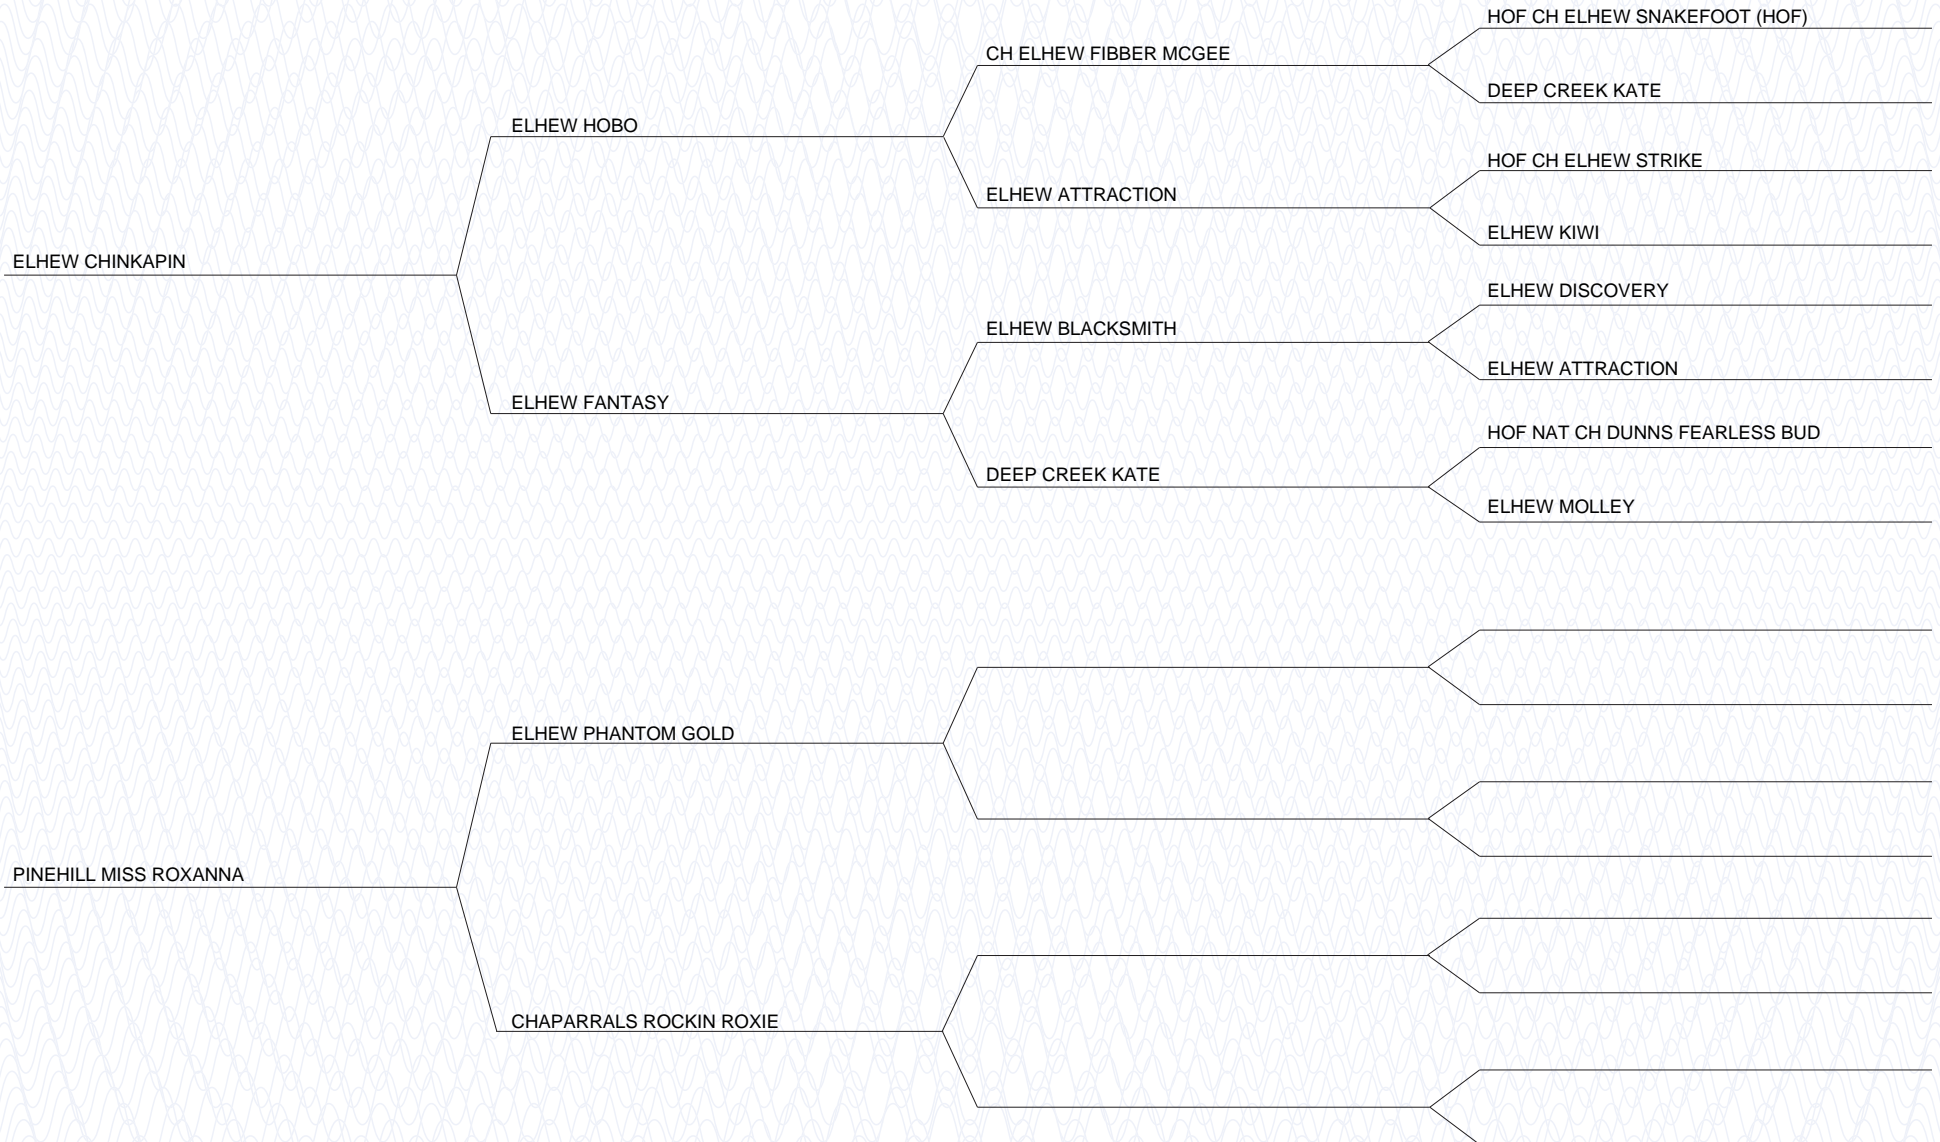 HOF CH ELHEW SNAKEFOOT (HOF)
CH ELHEW FIBBER MCGEE
DEEP CREEK KATE
ELHEW HOBO
HOF CH ELHEW STRIKE
ELHEW ATTRACTION
ELHEW KIWI
ELHEW CHINKAPIN
ELHEW DISCOVERY
ELHEW BLACKSMITH
ELHEW ATTRACTION
ELHEW FANTASY
HOF NAT CH DUNNS FEARLESS BUD
DEEP CREEK KATE
ELHEW MOLLEY
ELHEW PHANTOM GOLD
PINEHILL MISS ROXANNA
CHAPARRALS ROCKIN ROXIE